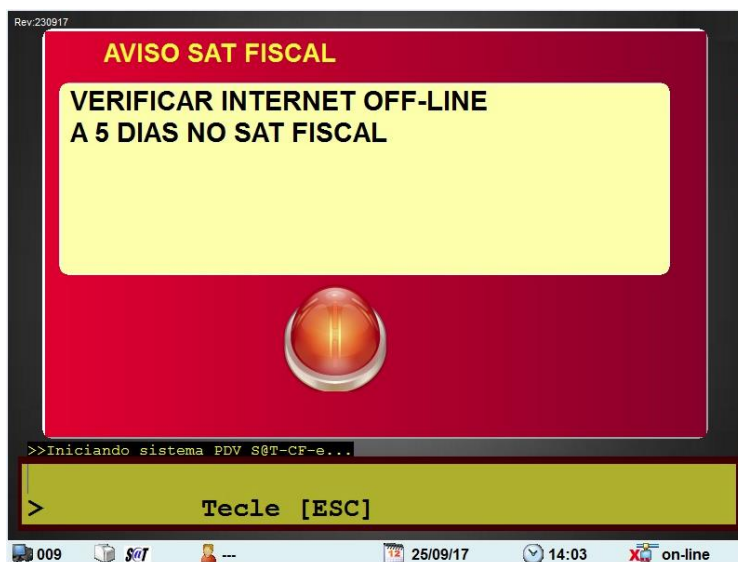 Rev:230917
AVISO SAT FISCAL
VERIFICAR INTERNET OFF-LINE
A 5 DIAS NO SAT FISCAL
>>Iniciando sistema PDV S@T-CF-e...
> Tecle [ESC]
009 S@T --- 12 25/09/17 14:03 X on-line